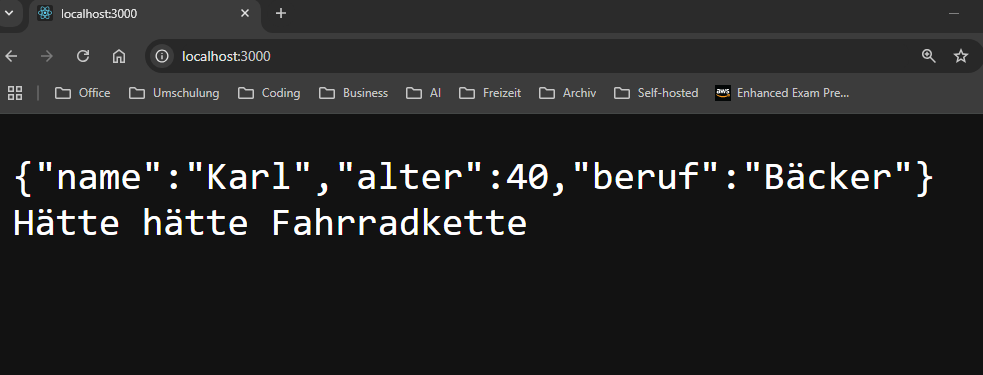 localhost:3000
localhost:3000
Office Umschulung Coding Business AI Freizeit Archiv Self-hosted aws Enhanced Exam Pre...
{"name":"Karl","alter":40,"beruf":"Bäcker"}
Hätte hätte Fahrradkette